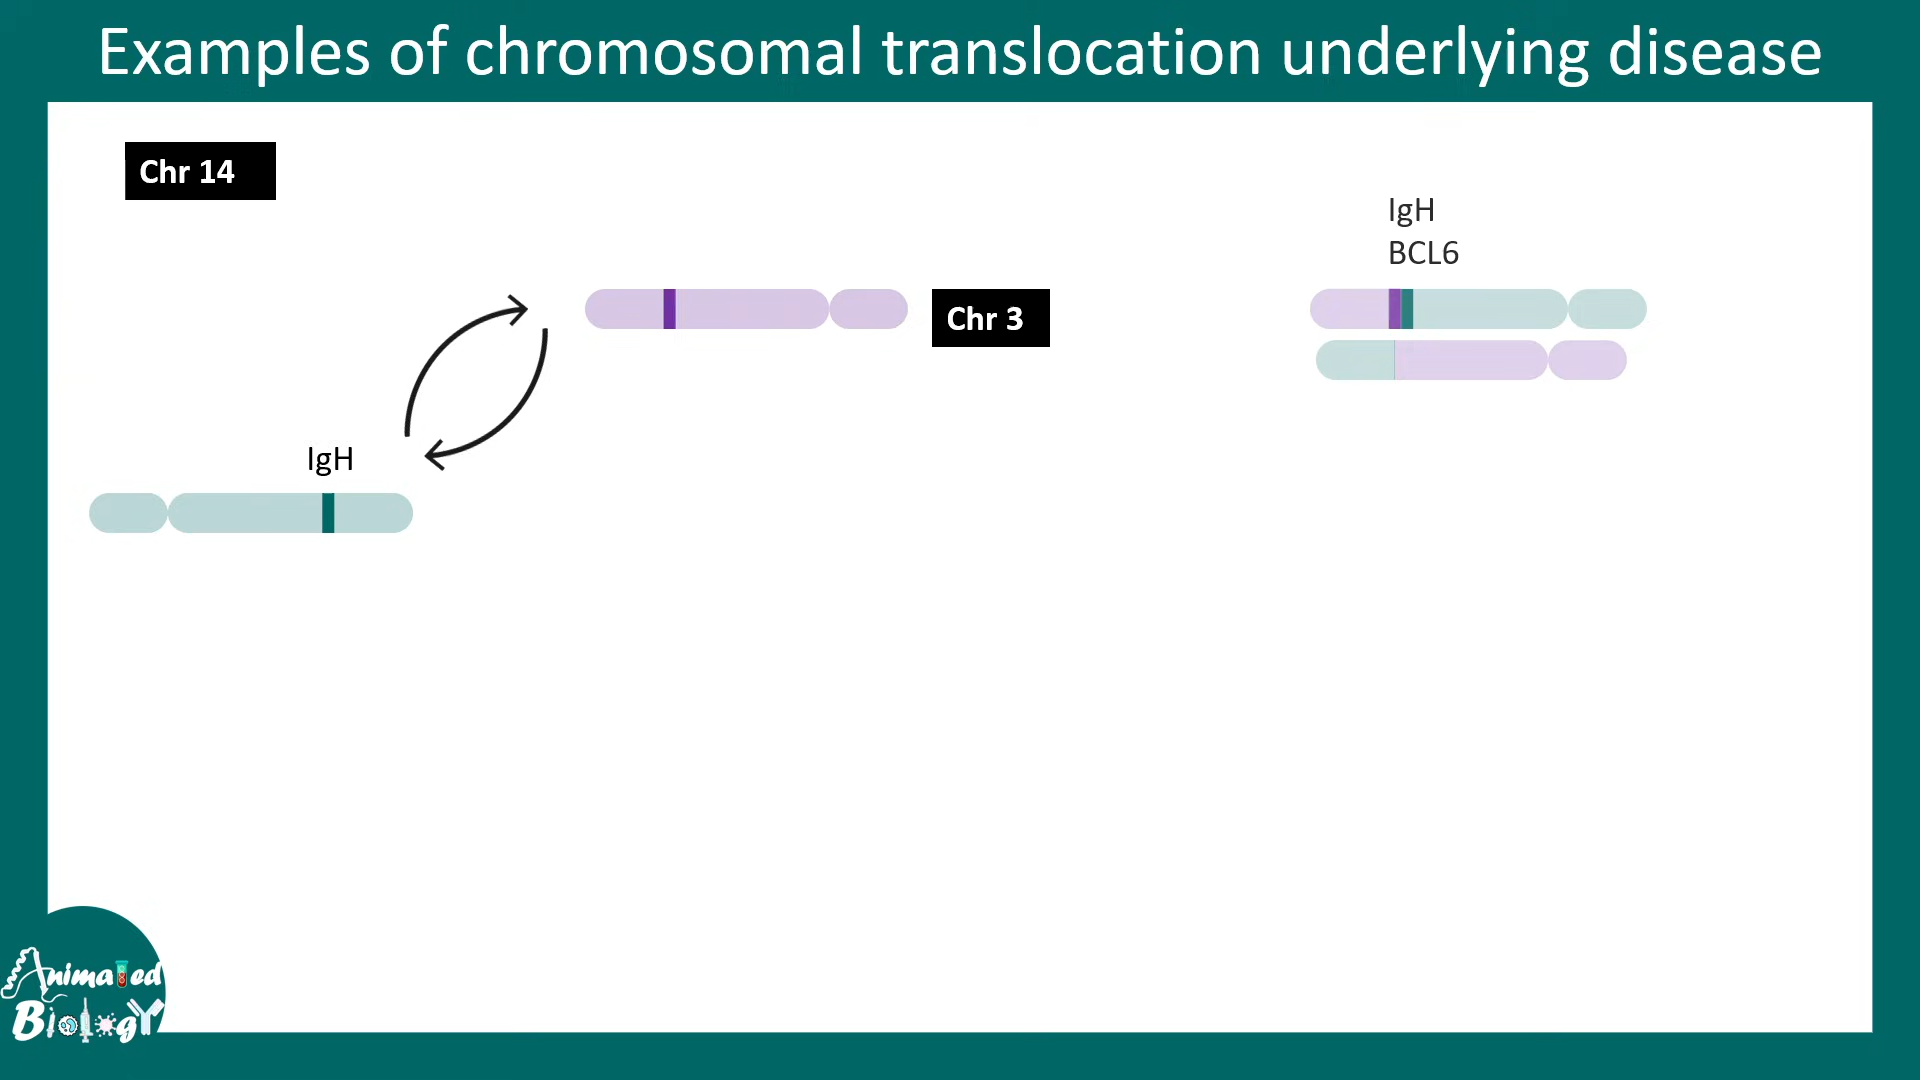 Examples of chromosomal translocation underlying disease
Chr 14
IgH
BCL6
Chr 3
IgH
Animated
Biology